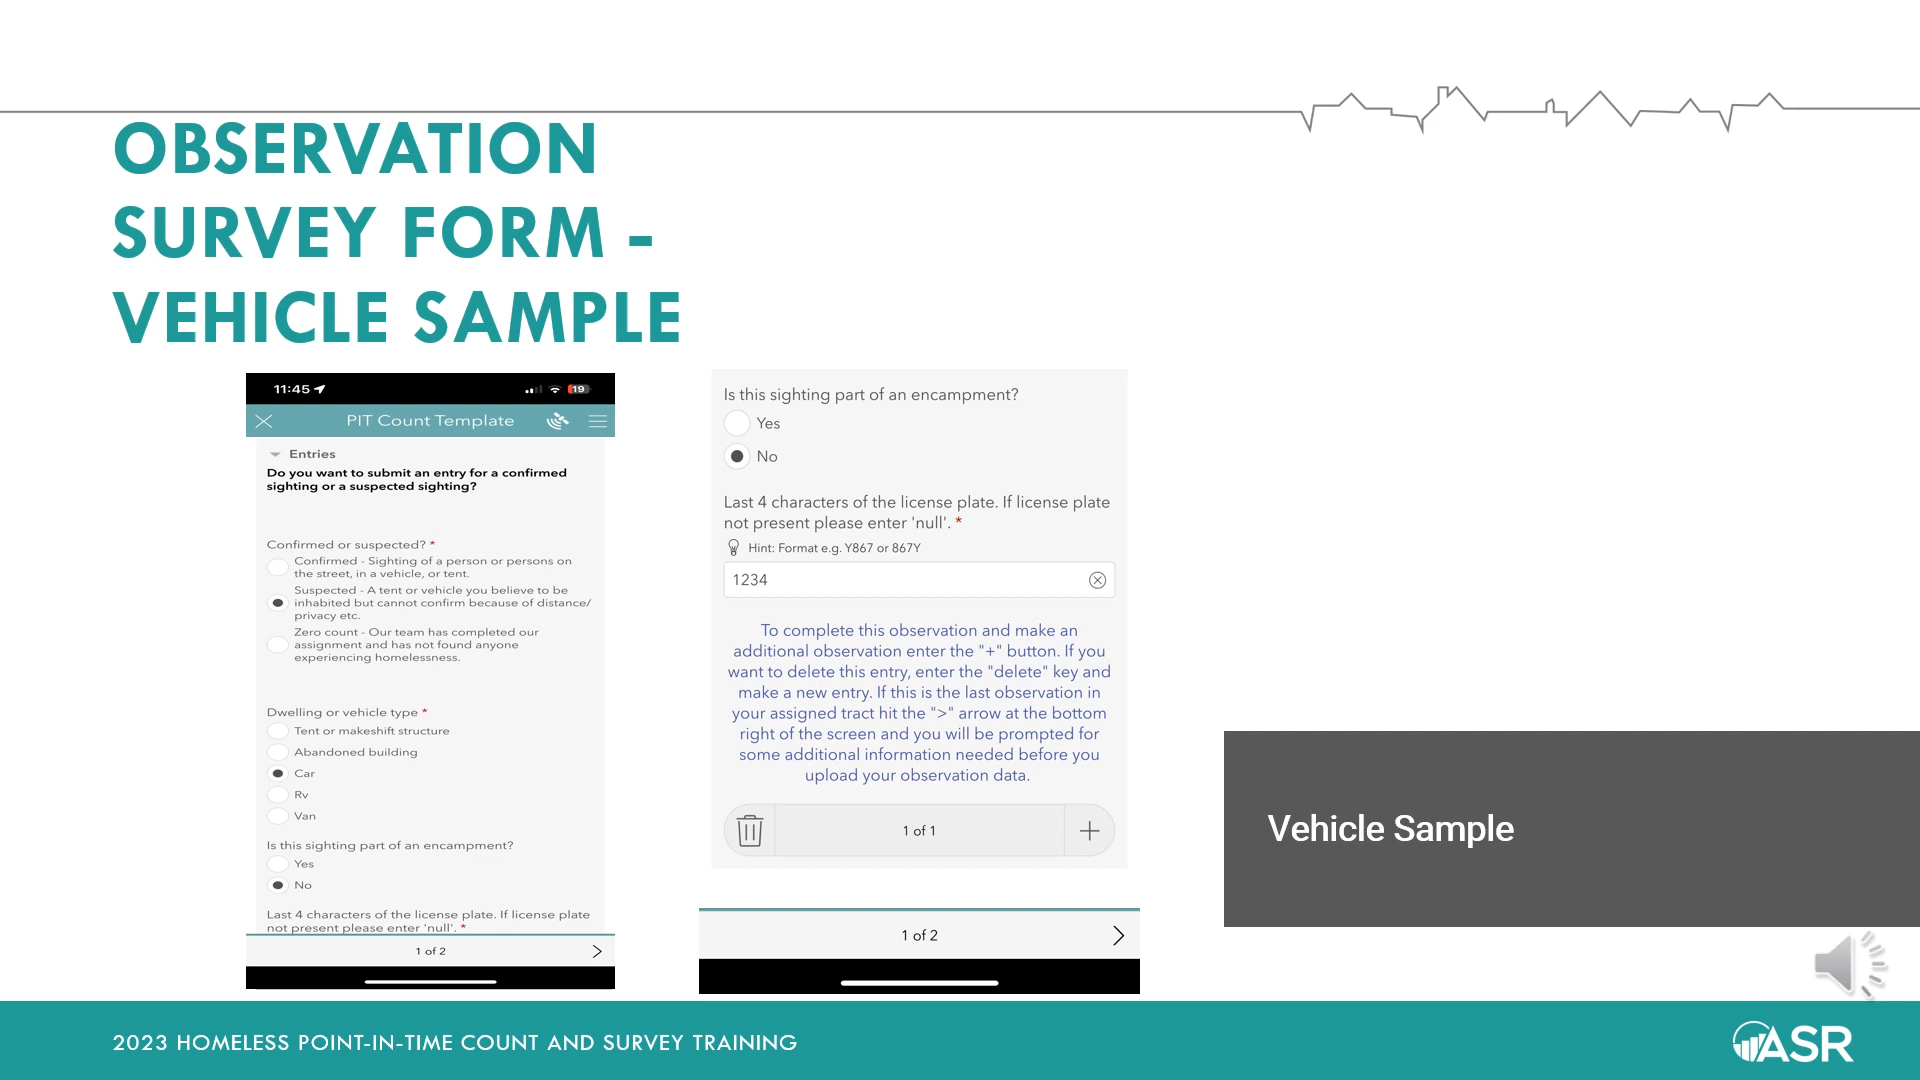 OBSERVATION
SURVEY FORM -
VEHICLE SAMPLE
11:45
19
PIT Count Template
Entries
Do you want to submit an entry for a confirmed
sighting or a suspected sighting?
Confirmed or suspected? *
Confirmed - Sighting of a person or persons on
the street, in a vehicle, or tent.
Suspected - A tent or vehicle you believe to be
inhabited but cannot confirm because of distance/
privacy etc.
Zero count - Our team has completed our
assignment and has not found anyone
experiencing homelessness.
Dwelling or vehicle type *
Tent or makeshift structure
Abandoned building
Car
Rv
Van
Is this sighting part of an encampment?
Yes
No
Last 4 characters of the license plate. If license plate
not present please enter 'null'. *
1 of 2
Is this sighting part of an encampment?
Yes
No
Last 4 characters of the license plate. If license plate
not present please enter 'null'. *
Hint: Format e.g. Y867 or 867Y
1234
To complete this observation and make an
additional observation enter the "+" button. If you
want to delete this entry, enter the "delete" key and
make a new entry. If this is the last observation in
your assigned tract hit the ">" arrow at the bottom
right of the screen and you will be prompted for
some additional information needed before you
upload your observation data.
1 of 1
1 of 2
Vehicle Sample
2023 HOMELESS POINT-IN-TIME COUNT AND SURVEY TRAINING
ASR